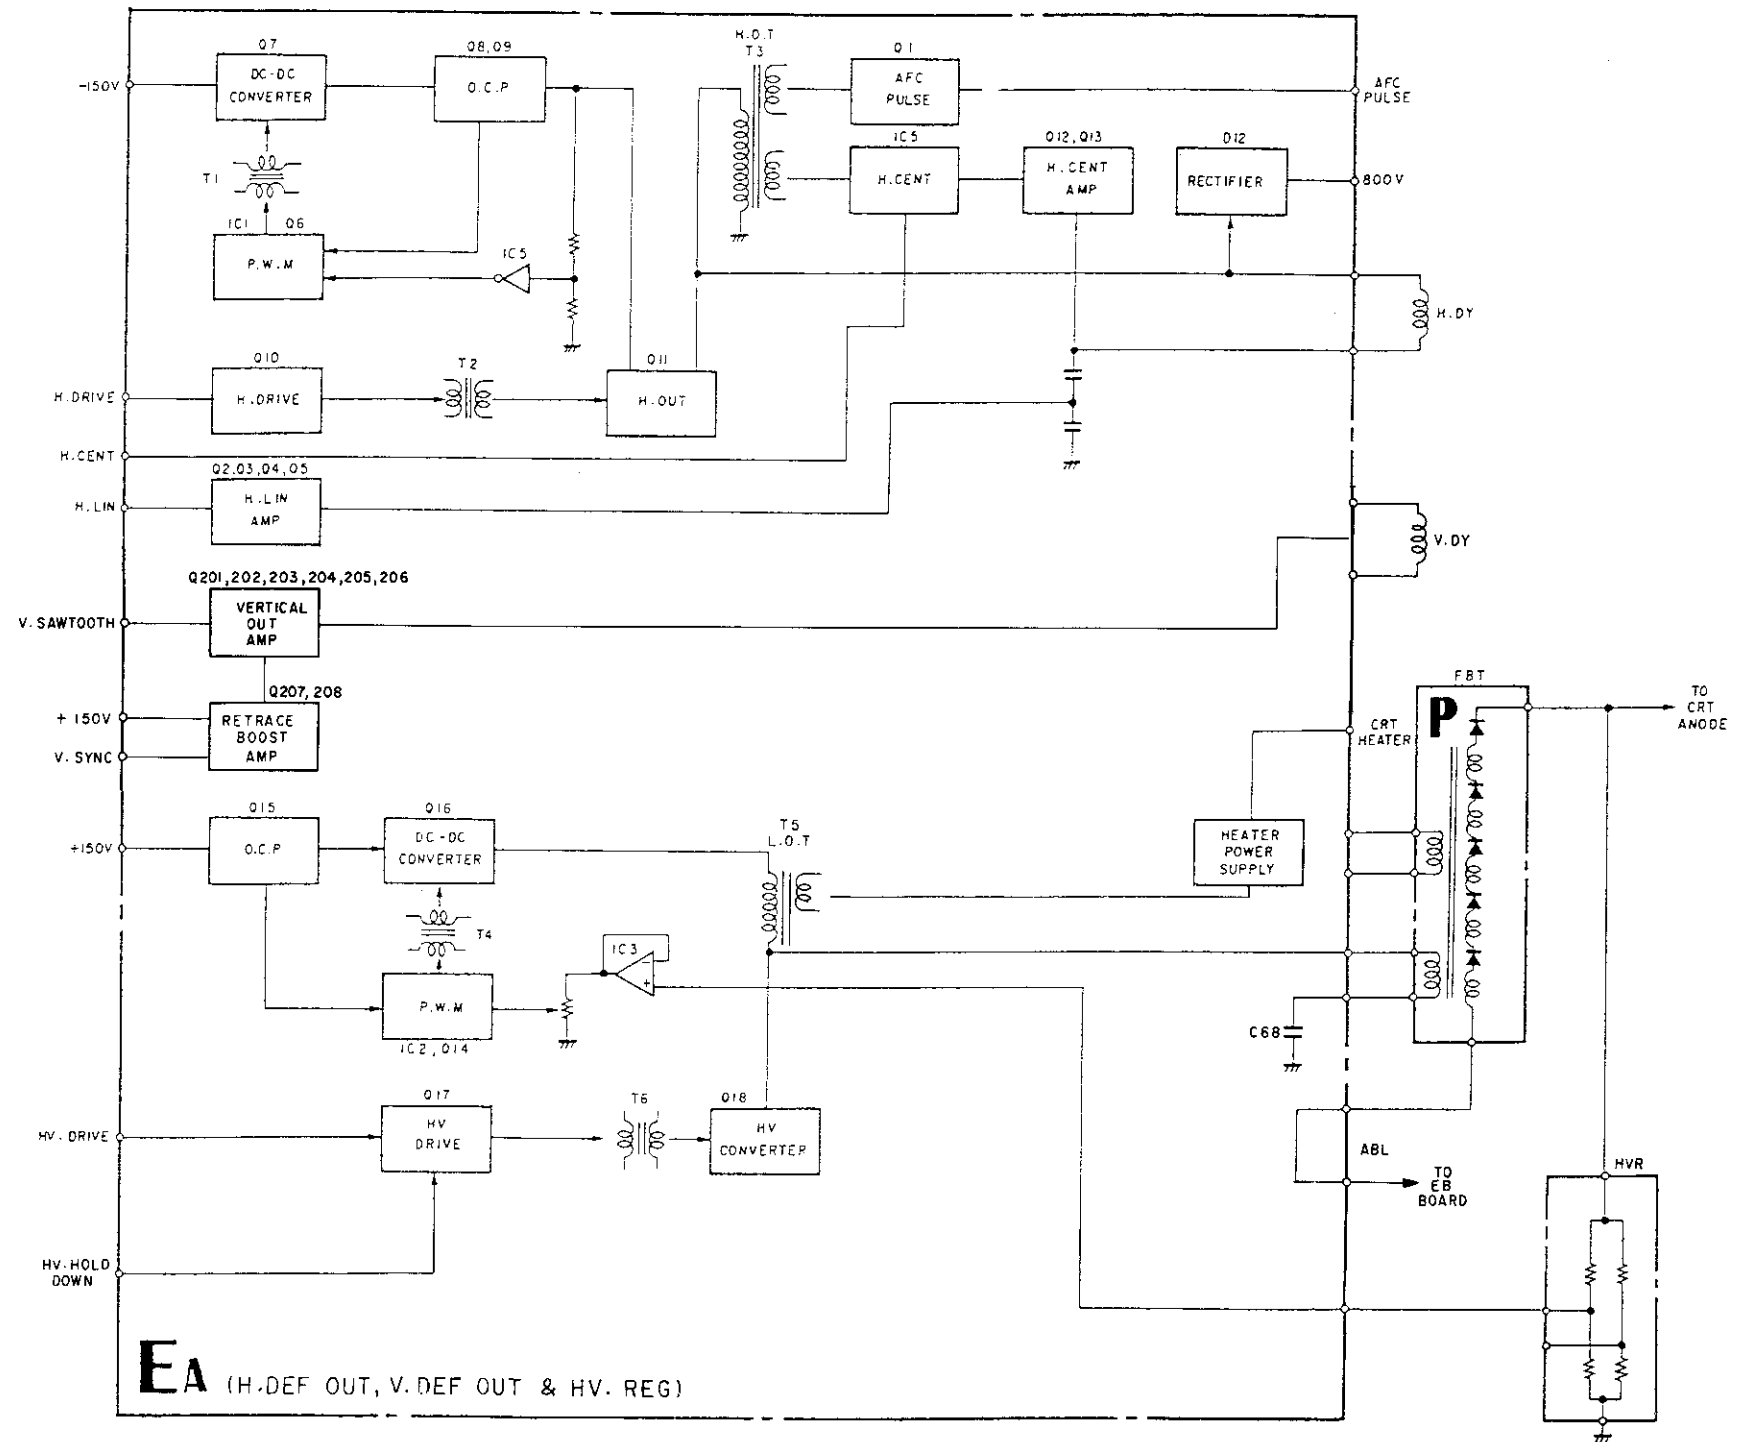 Q7
DC-DC
CONVERTER
-150V
Q8,Q9
O.C.P
H.O.T
T3
Q1
AFC
PULSE
AFC
PULSE
IC5
H.CENT
Q12,Q13
H.CENT
AMP
D12
RECTIFIER
800V
T1
IC1 Q6
P.W.M
IC5
H.DY
Q10
H.DRIVE
H.DRIVE
T2
Q11
H.OUT
H.CENT
Q2,Q3,Q4,Q5
H.LIN
H.LIN
AMP
V.DY
Q201,202,203,204,205,206
V.SAWTOOTH
VERTICAL
OUT
AMP
Q207,208
+150V
V.SYNC
RETRACE
BOOST
AMP
FBT
P
TO
CRT
ANODE
CRT
HEATER
Q15
+150V
O.C.P
Q16
DC-DC
CONVERTER
T5
L.O.T
HEATER
POWER
SUPPLY
T4
IC3
-
+
P.W.M
IC2,Q14
C68
Q17
HV. DRIVE
HV
DRIVE
T6
Q18
HV
CONVERTER
ABL
TO
EB
BOARD
HVR
HV.HOLD
DOWN
EA (H.DEF OUT, V.DEF OUT & HV. REG)